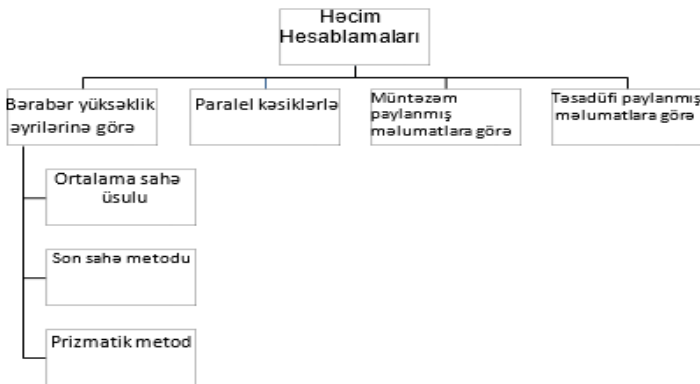 Həcim
Hesablamaları
Bərabər yüksəklik
əyrilərinə görə
Paralel kəsiklərlə
Müntəzəm
paylanmış
məlumatlara görə
Təsadüfi paylanmış
məlumatlara görə
Ortalama sahə
üsulu
Son sahə metodu
Prizmatik metod